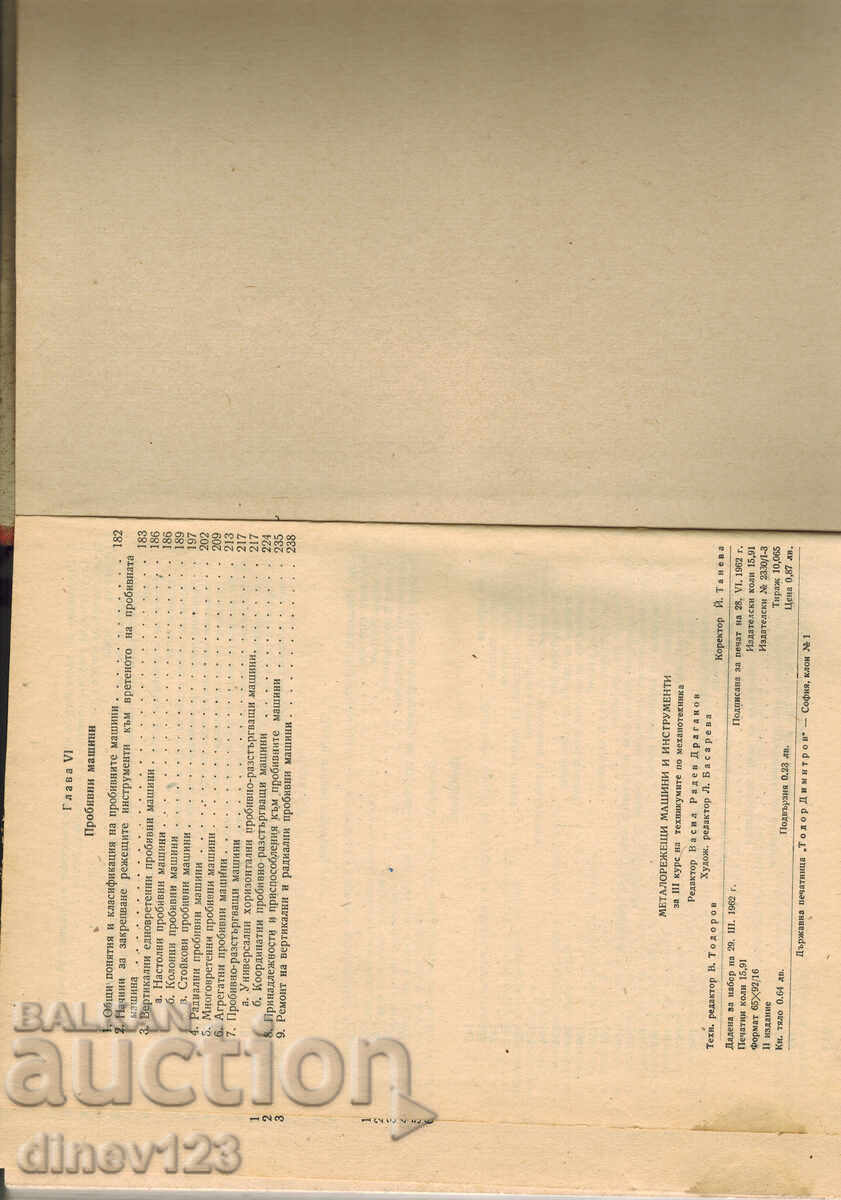 Глава VI
Пробивни машини
1. Общи понятия и класификация на пробивните машини . . . . . . . . . 182
2. Начини за закрепване режещите инструменти към вретеното на пробивната
машина . . . . . . . . . . . . . . . . . . . . . . . . 183
3. Вертикални едновретенни пробивни машини . . . . . . . . . . . . 186
а. Настолни пробивни машини . . . . . . . . . . . . . . . . 186
б. Колонни пробивни машини . . . . . . . . . . . . . . . . 189
в. Стойкови пробивни машини . . . . . . . . . . . . . . . . 197
4. Радиални пробивни машини . . . . . . . . . . . . . . . . . 202
5. Многовретенни пробивни машини . . . . . . . . . . . . . . . 209
6. Агрегатни пробивни машини . . . . . . . . . . . . . . . . . 213
7. Пробивно-разстъргващи машини . . . . . . . . . . . . . . . 217
а. Универсални хоризонтални пробивно-разстъргващи машини . . . . . . 217
б. Координатни пробивно-разстъргващи машини . . . . . . . . . . 224
8. Принадлежности и приспособления към пробивните машини . . . . . . 235
9. Ремонт на вертикални и радиални пробивни машини . . . . . . . . . 238
МЕТАЛОРЕЖЕЩИ МАШИНИ И ИНСТРУМЕНТИ
за III курс на техникумите по механотехника
Редактор Васил Радев Драганов
Худож. редактор Л. Басарева
Техн. редактор В. Тодоров Коректор Й. Танева
Дадена за набор на 29. III. 1962 г. Подписана за печат на 28. VI. 1962 г.
Печатни коли 15,91 Издателски коли 15,91
Формат 65×92/16 Издателски № 2330/I-3
II издание Тираж 10,065
Кн. тяло 0.64 лв. Подвързия 0.23 лв. Цена 0,87 лв.
Държавна печатница „Тодор Димитров" — София, клон № 1
1
2
3
BALKAN
auction
dinev123